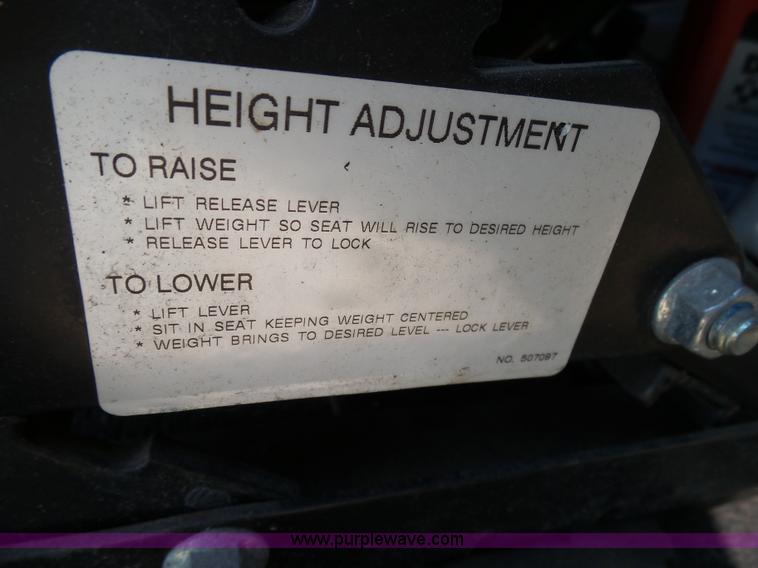 HEIGHT ADJUSTMENT
TO RAISE
* LIFT RELEASE LEVER
* LIFT WEIGHT SO SEAT WILL RISE TO DESIRED HEIGHT
* RELEASE LEVER TO LOCK
TO LOWER
* LIFT LEVER
* SIT IN SEAT KEEPING WEIGHT CENTERED
* WEIGHT BRINGS TO DESIRED LEVEL --- LOCK LEVER
NO. 507097
www.purplewave.com